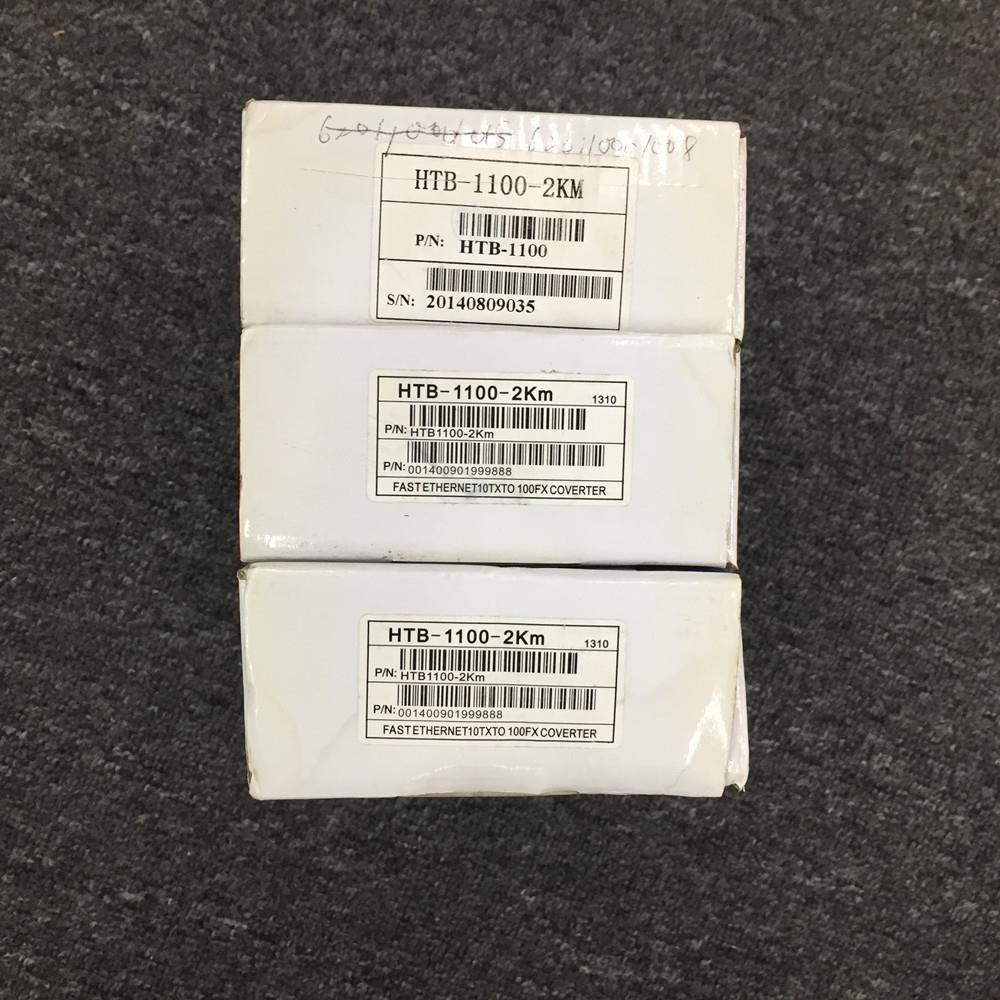 HTB-1100-2KM
P/N: HTB-1100
S/N: 20140809035
HTB-1100-2Km 1310
P/N: HTB1100-2Km
P/N: 001400901999888
FAST ETHERNET10TXTO 100FX COVERTER
HTB-1100-2Km 1310
P/N: HTB1100-2Km
P/N: 001400901999888
FAST ETHERNET10TXTO 100FX COVERTER